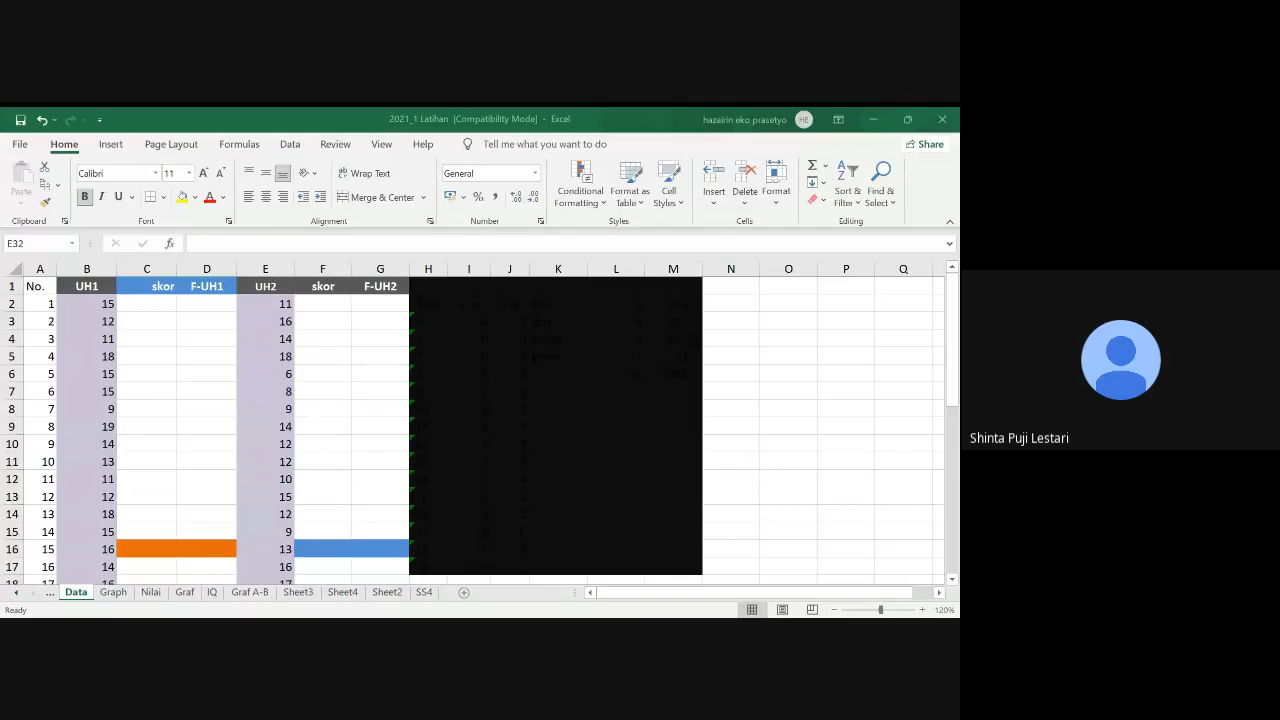 2021_1 Latihan [Compatibility Mode] - Excel
hazairin eko prasetyo HE
File Home Insert Page Layout Formulas Data Review View Help Tell me what you want to do Share
Paste
Calibri 11 A A
B I U A
Wrap Text
Merge & Center
General
% ,
Conditional Formatting
Format as Table
Cell Styles
Insert Delete Format
Sort & Filter
Find & Select
Clipboard Font Alignment Number Styles Cells Editing
E32 fx
A B C D E F G H I J K L M N O P Q
1 No. UH1 skor F-UH1 UH2 skor F-UH2
2 1 15 11
3 2 12 16
4 3 11 14
5 4 18 18
6 5 15 6
7 6 15 8
8 7 9 9
9 8 19 14
10 9 14 12
11 10 13 12
12 11 11 10
13 12 11 15
14 13 18 12
15 14 15 9
16 15 16 13
17 16 14 16
18 17 17
... Data Graph Nilai Graf IQ Graf A-B Sheet3 Sheet4 Sheet2 SS4
Ready 120%
Shinta Puji Lestari